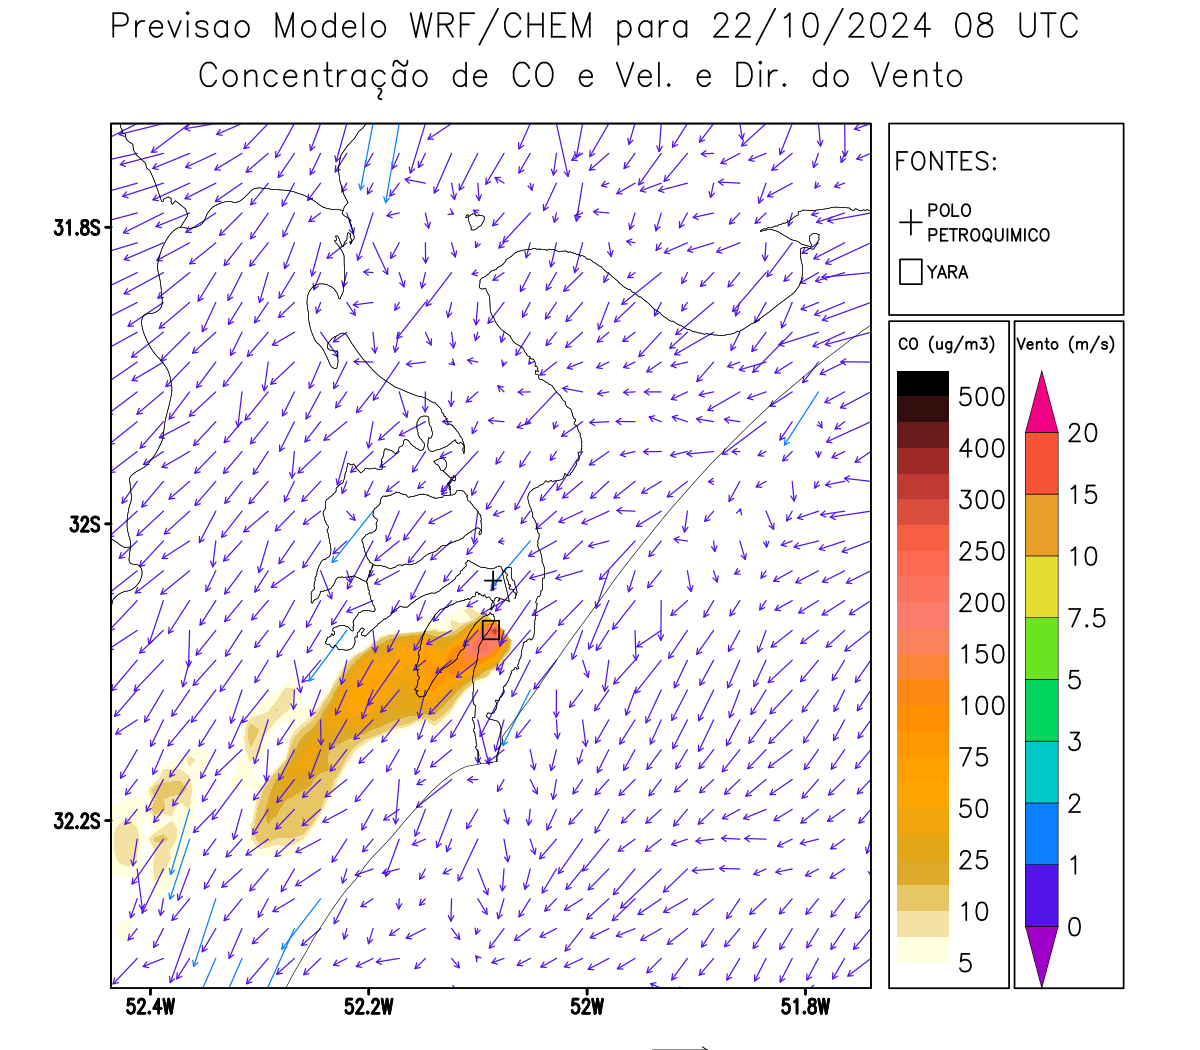 Previsao Modelo WRF/CHEM para 22/10/2024 08 UTC
Concentração de CO e Vel. e Dir. do Vento
31.8S
32S
32.2S
52.4W
52.2W
52W
51.8W
FONTES:
POLO
PETROQUIMICO
YARA
CO (ug/m3)
500
400
300
250
200
150
100
75
50
25
10
5
Vento (m/s)
20
15
10
7.5
5
3
2
1
0